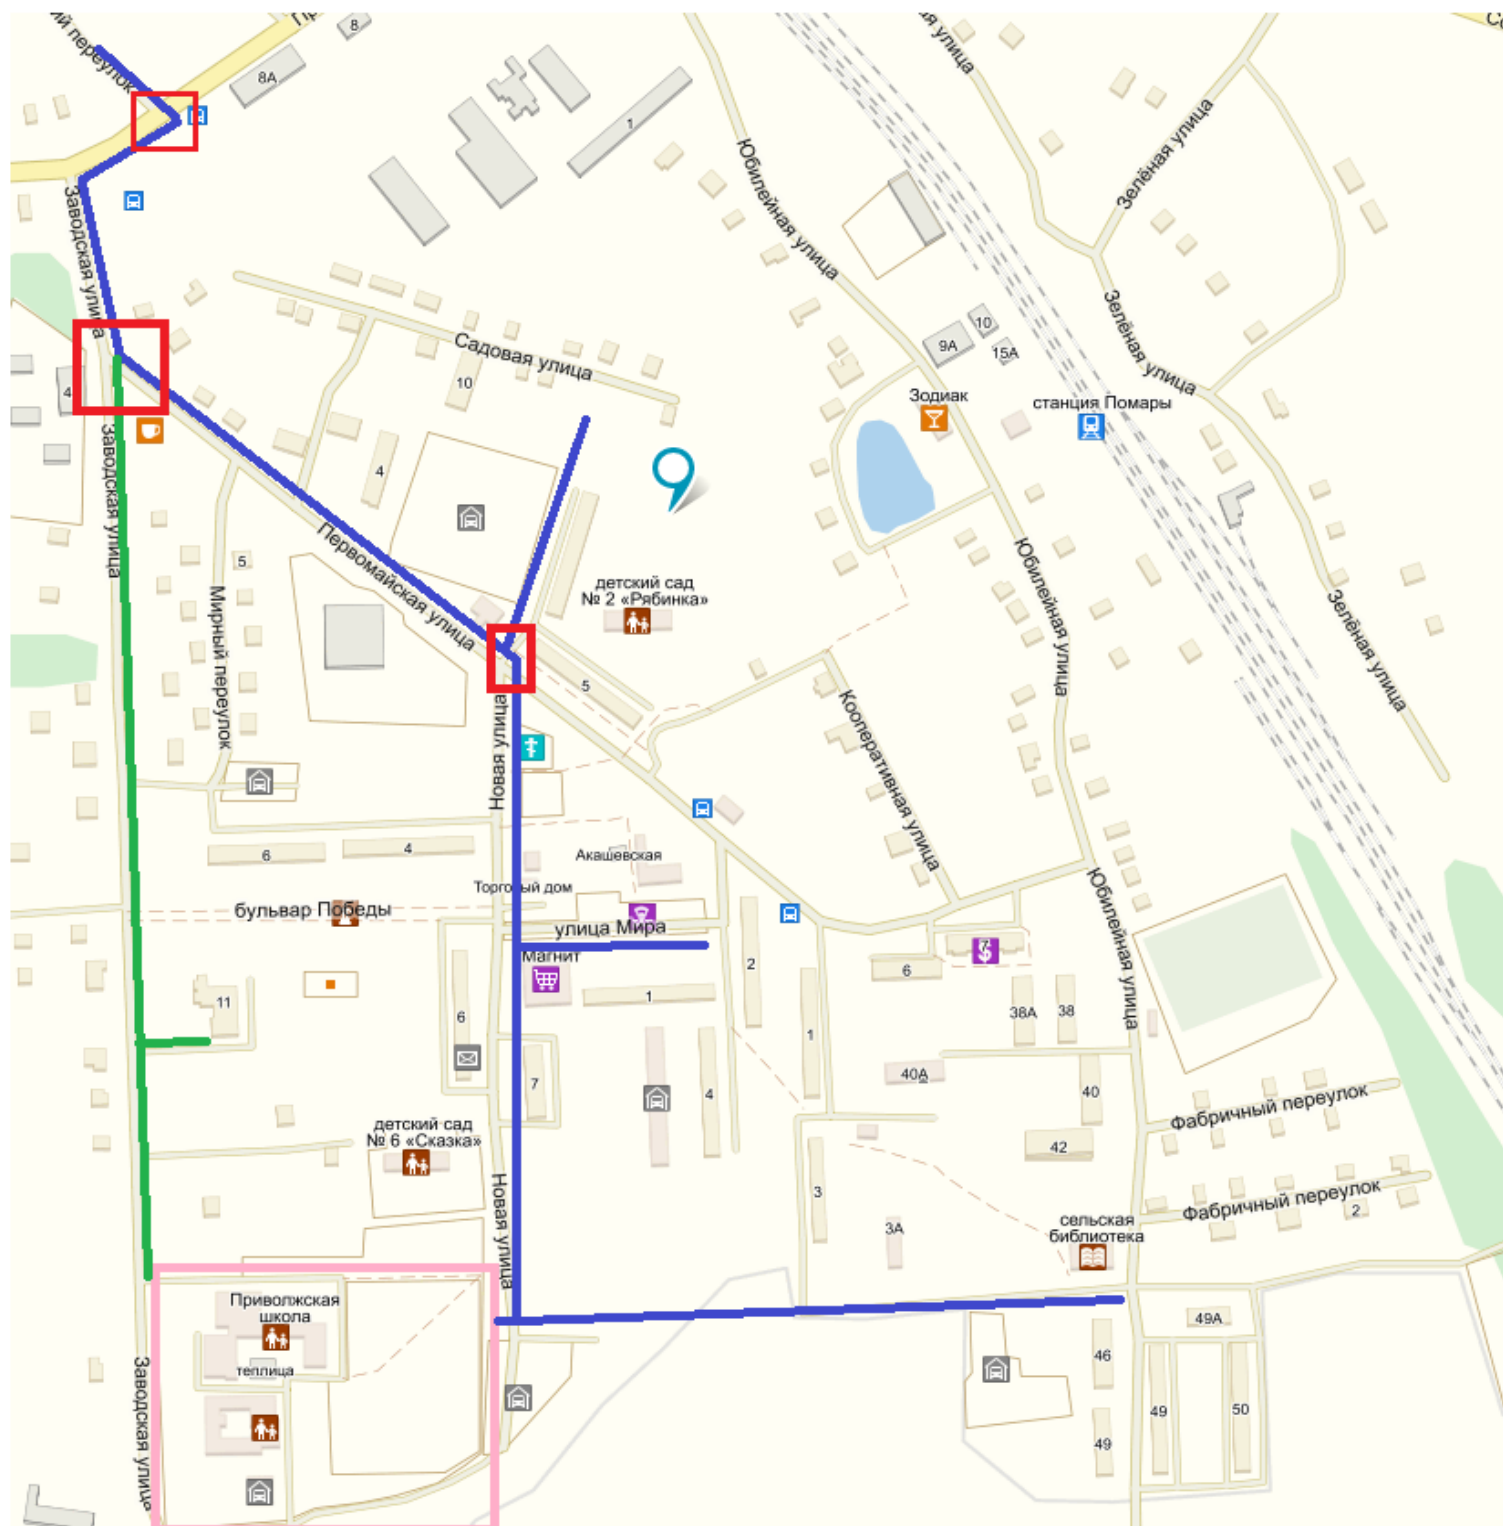 ий переулок
8
8А
1
ая улица
Зелёная улица
Юбилейная улица
Заводская улица
Зелёная улица
Садовая улица
10
10
9А
15А
станция Помары
Зодиак
4
4
Заводская улица
Первомайская улица
5
Мирный переулок
детский сад
№ 2 «Рябинка»
Юбилейная улица
Зелёная улица
5
Новая улица
Кооперативная улица
6
4
Акашевская
Торговый дом
бульвар Победы
улица Мира
Магнит
Юбилейная улица
2
7
6
11
6
1
1
38А
38
7
4
40А
40
42
Фабричный переулок
детский сад
№ 6 «Сказка»
Новая улица
3
3А
сельская
библиотека
Фабричный переулок
2
Приволжская
школа
теплица
Заводская улица
49А
46
49
49
50